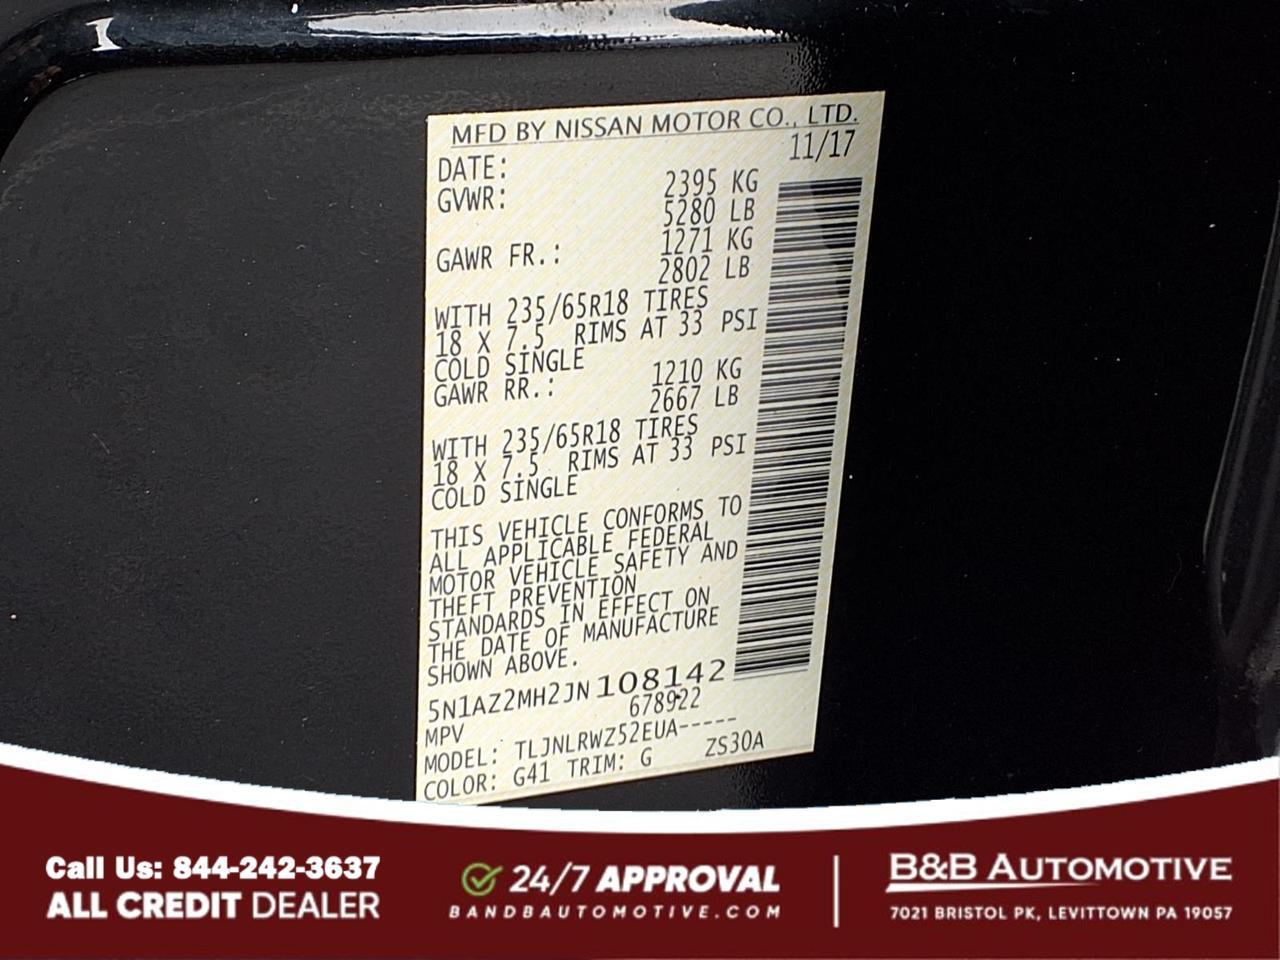 MFD BY NISSAN MOTOR CO., LTD.
DATE: 11/17
GVWR: 2395 KG
5280 LB
GAWR FR.: 1271 KG
2802 LB
WITH 235/65R18 TIRES
18 X 7.5 RIMS AT 33 PSI
COLD SINGLE
GAWR RR.: 1210 KG
2667 LB
WITH 235/65R18 TIRES
18 X 7.5 RIMS AT 33 PSI
COLD SINGLE
THIS VEHICLE CONFORMS TO
ALL APPLICABLE FEDERAL
MOTOR VEHICLE SAFETY AND
THEFT PREVENTION
STANDARDS IN EFFECT ON
THE DATE OF MANUFACTURE
SHOWN ABOVE.
5N1AZ2MH2JN108142
MPV 678922
MODEL: TLJNLRWZ52EUA-----
COLOR: G41 TRIM: G ZS30A
Call Us: 844-242-3637
ALL CREDIT DEALER
24/7 APPROVAL
BANDBAUTOMOTIVE.COM
B&B AUTOMOTIVE
7021 BRISTOL PK, LEVITTOWN PA 19057